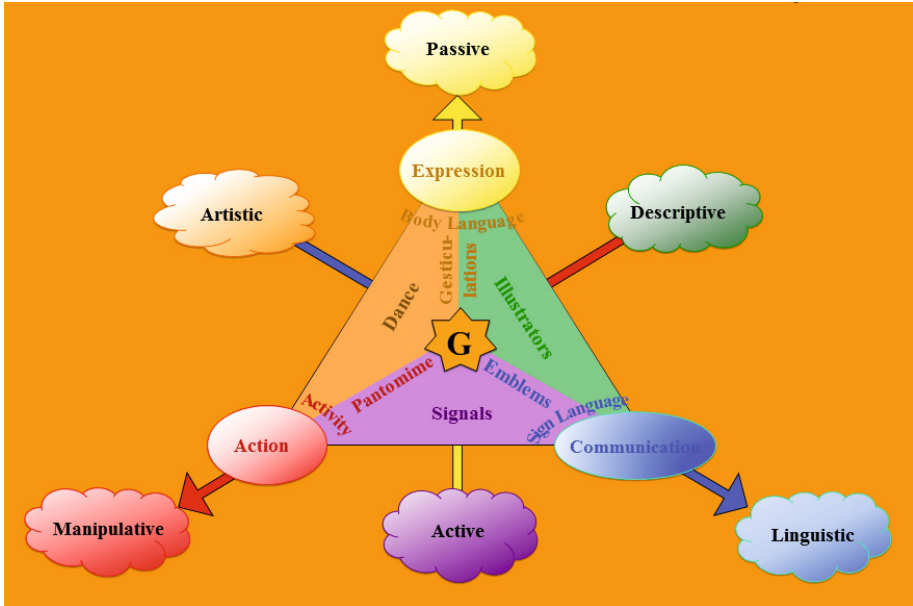 Passive
Expression
Artistic
Descriptive
Body Language
Gesticu-
lations
Dance
Illustrators
G
Pantomime
Emblems
Activity
Signals
Sign Language
Action
Communication
Manipulative
Active
Linguistic